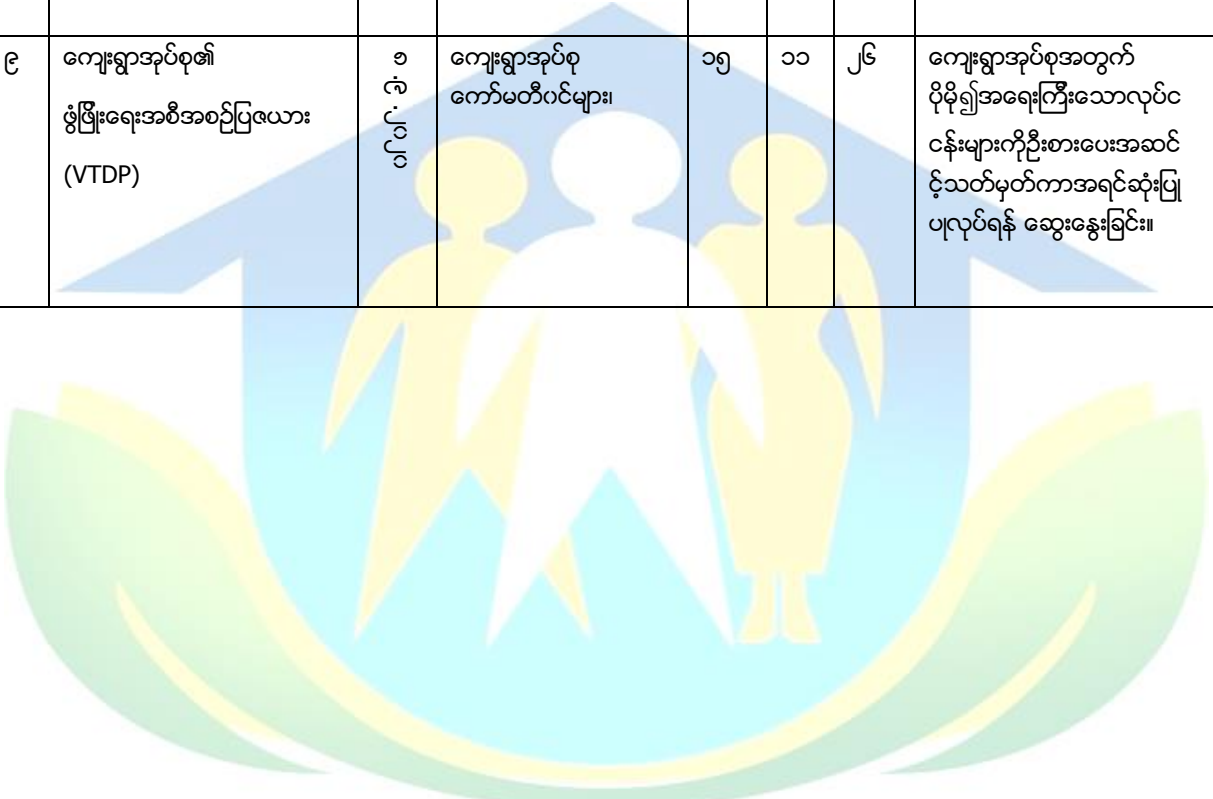 ၉
ကျေးရွာအုပ်စု၏
ဖွံ့ဖြိုးရေးအစီအစဉ်ပြဇယား
(VTDP)
ကျေးရွာအုပ်စု
ကော်မတီဝင်များ၊
၁၅
၁၁
၂၆
ကျေးရွာအုပ်စုအတွက်
ပိုမို၍အရေးကြီးသောလုပ်င
န်းများကိုဦးစားပေးအဆင်
့်သတ်မှတ်ကာအရင်ဆုံးပြု
ပုလုပ်ရန် ဆွေးနွေးခြင်း။